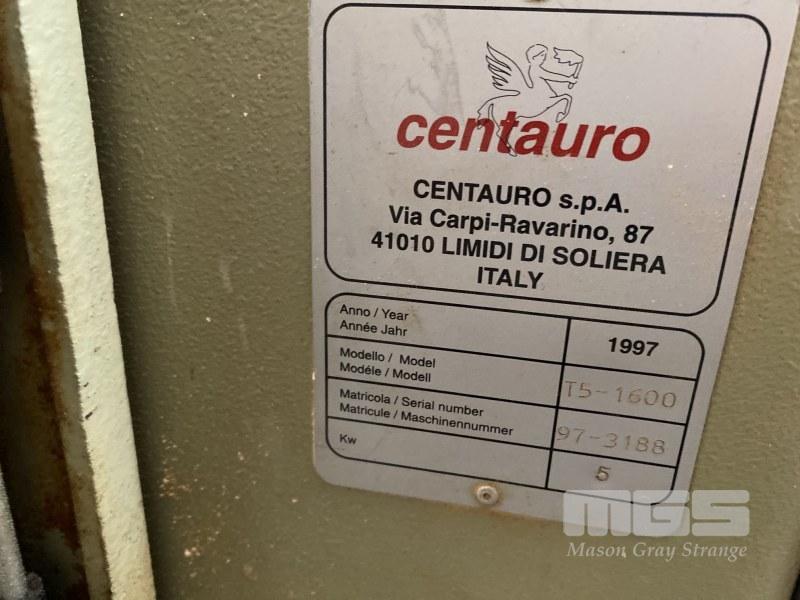 centauro
CENTAURO s.p.A.
Via Carpi-Ravarino, 87
41010 LIMIDI DI SOLIERA
ITALY
Anno / Year
Année Jahr
1997
Modello / Model
Modéle / Modell
T5-1600
Matricola / Serial number
Matricule / Maschinennummer
97-3188
Kw
5
MGS
Mason Gray Strange